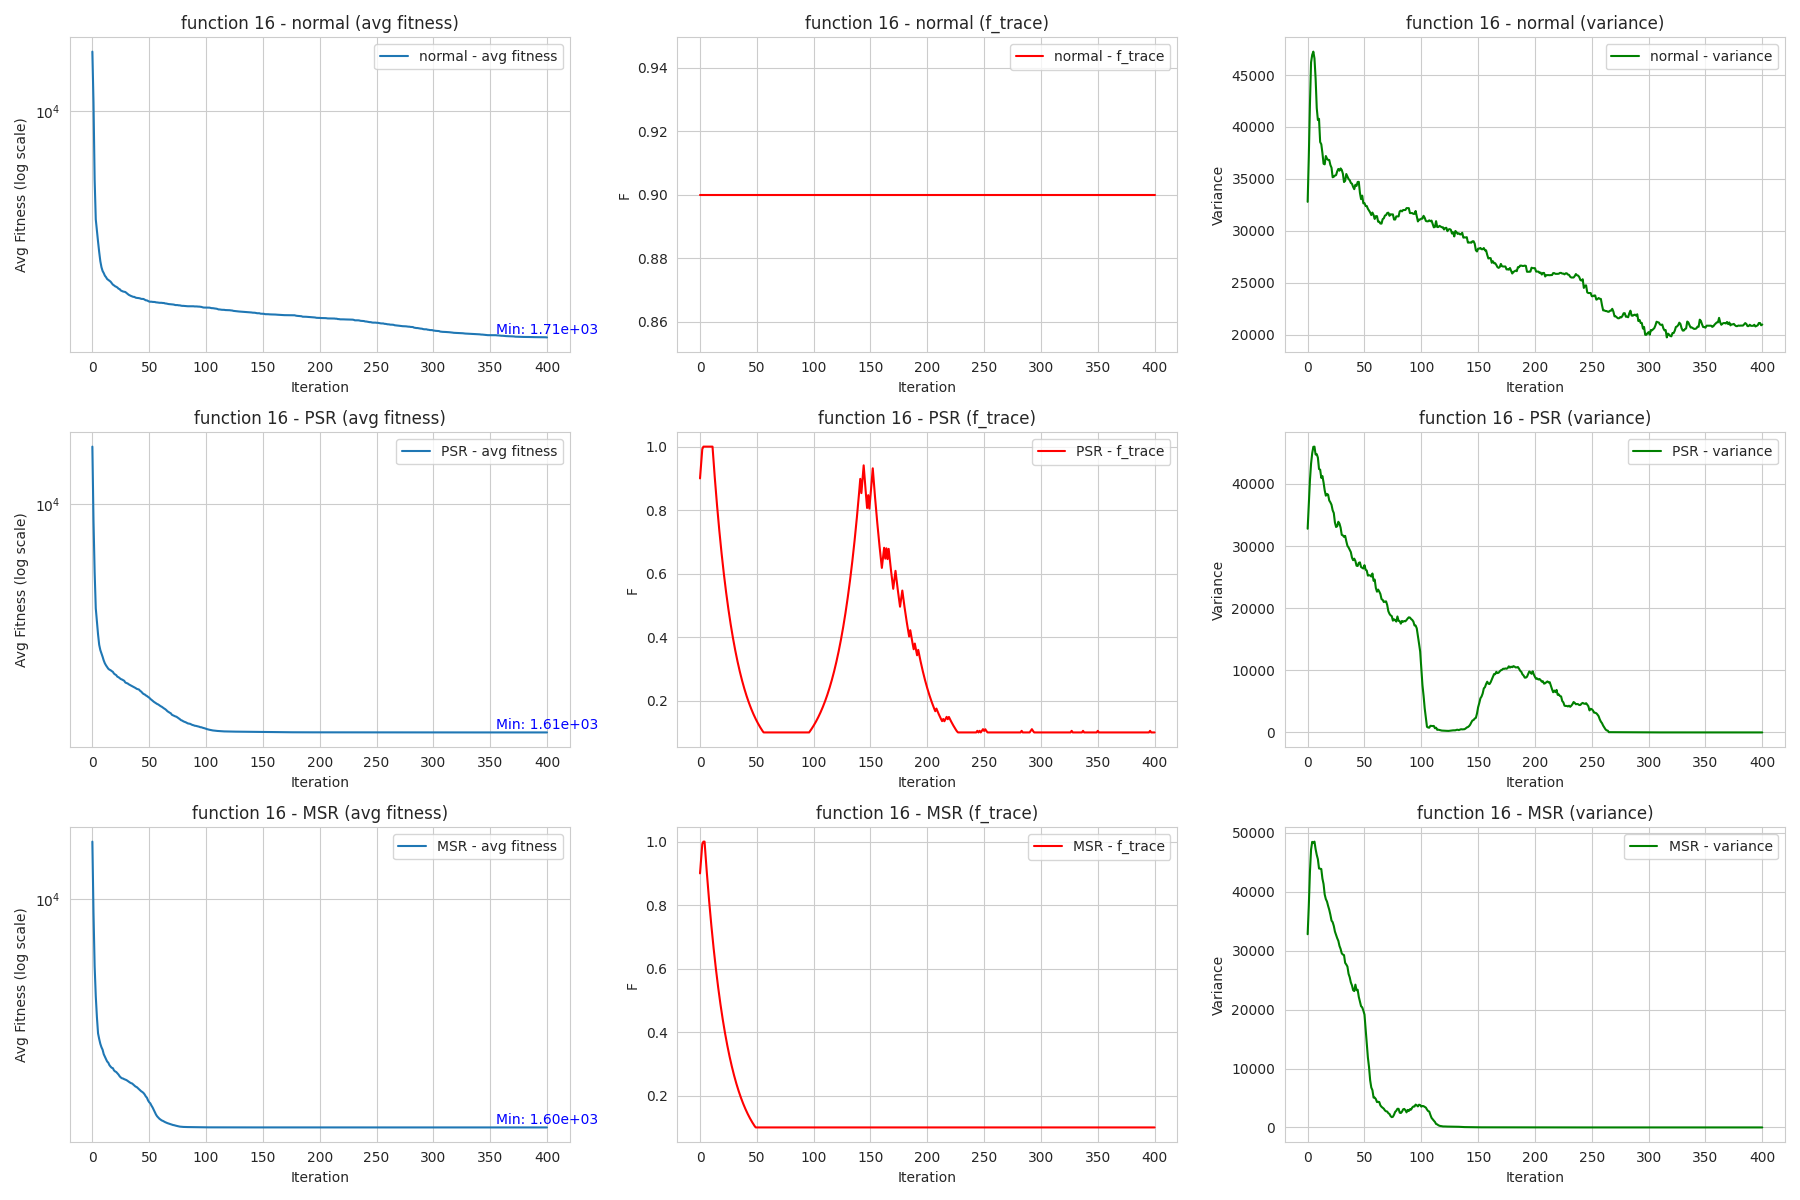 function 16 - normal (avg fitness)
normal - avg fitness
Avg Fitness (log scale)
10⁴
Min: 1.71e+03
0 50 100 150 200 250 300 350 400
Iteration
function 16 - normal (f_trace)
normal - f_trace
F
0.94
0.92
0.90
0.88
0.86
0 50 100 150 200 250 300 350 400
Iteration
function 16 - normal (variance)
normal - variance
Variance
45000
40000
35000
30000
25000
20000
0 50 100 150 200 250 300 350 400
Iteration
function 16 - PSR (avg fitness)
PSR - avg fitness
Avg Fitness (log scale)
10⁴
Min: 1.61e+03
0 50 100 150 200 250 300 350 400
Iteration
function 16 - PSR (f_trace)
PSR - f_trace
F
1.0
0.8
0.6
0.4
0.2
0 50 100 150 200 250 300 350 400
Iteration
function 16 - PSR (variance)
PSR - variance
Variance
40000
30000
20000
10000
0
0 50 100 150 200 250 300 350 400
Iteration
function 16 - MSR (avg fitness)
MSR - avg fitness
Avg Fitness (log scale)
10⁴
Min: 1.60e+03
0 50 100 150 200 250 300 350 400
Iteration
function 16 - MSR (f_trace)
MSR - f_trace
F
1.0
0.8
0.6
0.4
0.2
0 50 100 150 200 250 300 350 400
Iteration
function 16 - MSR (variance)
MSR - variance
Variance
50000
40000
30000
20000
10000
0
0 50 100 150 200 250 300 350 400
Iteration